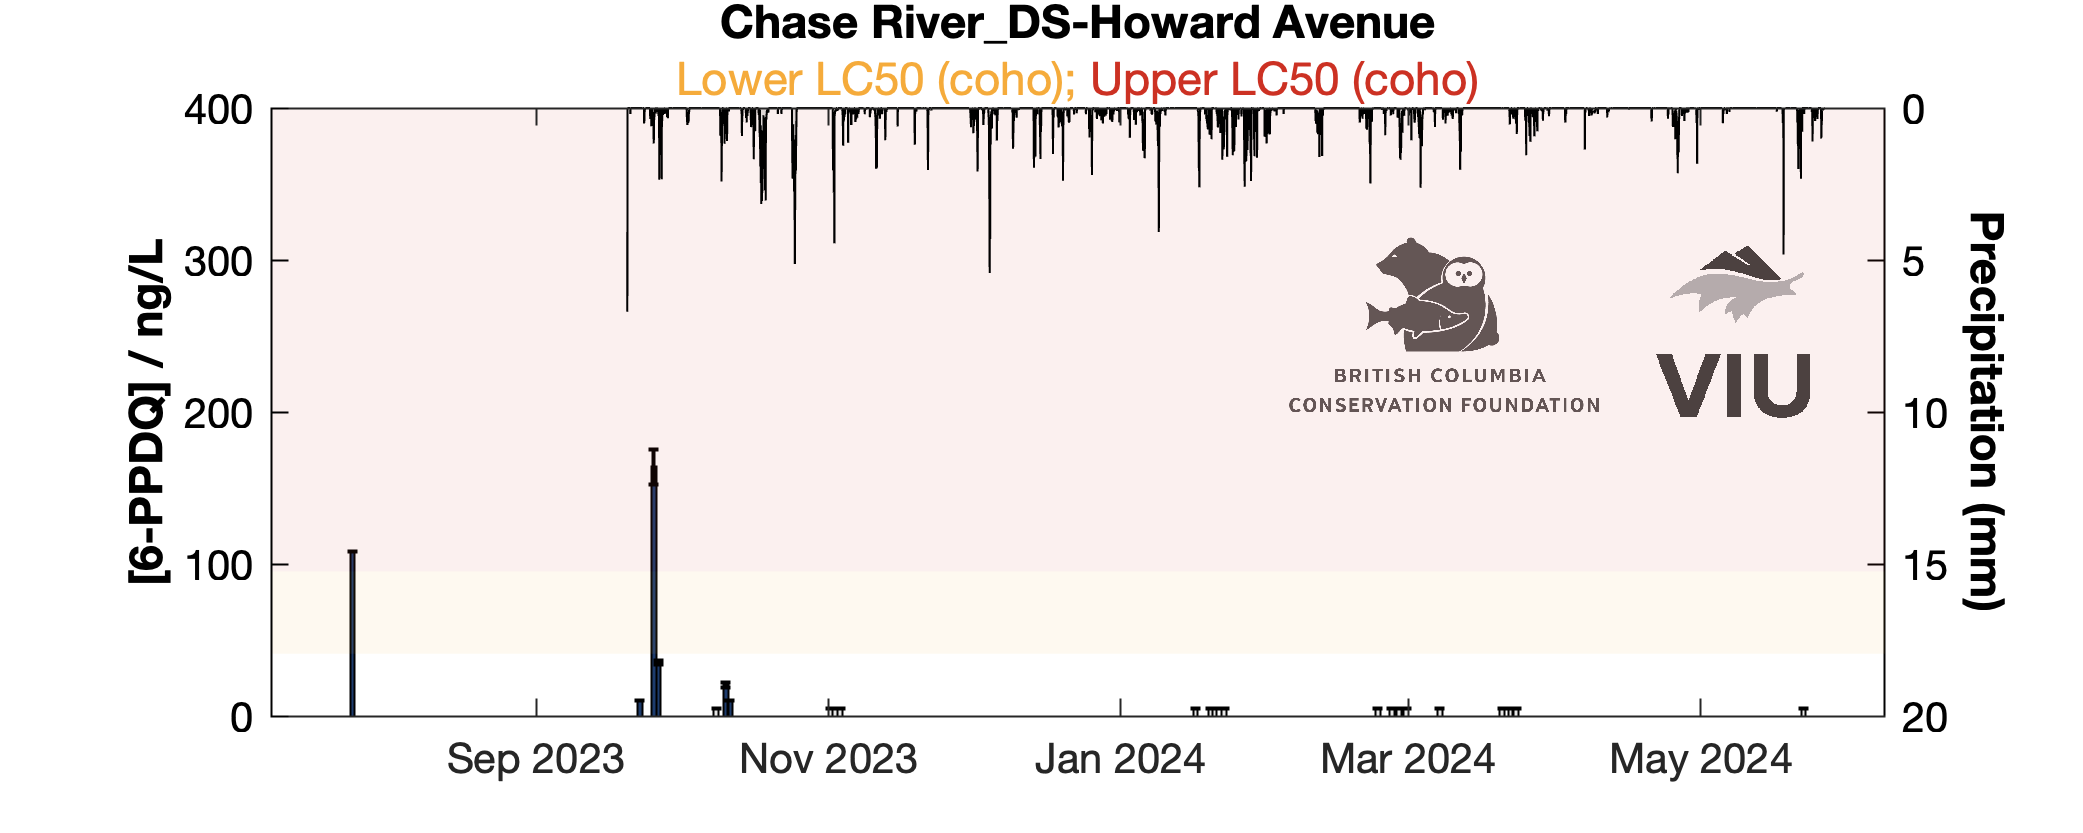 Chase River_DS-Howard Avenue
Lower LC50 (coho); Upper LC50 (coho)
[6-PPDQ] / ng/L
400
300
200
100
0
Precipitation (mm)
0
5
10
15
20
BRITISH COLUMBIA
CONSERVATION FOUNDATION
VIU
Sep 2023
Nov 2023
Jan 2024
Mar 2024
May 2024